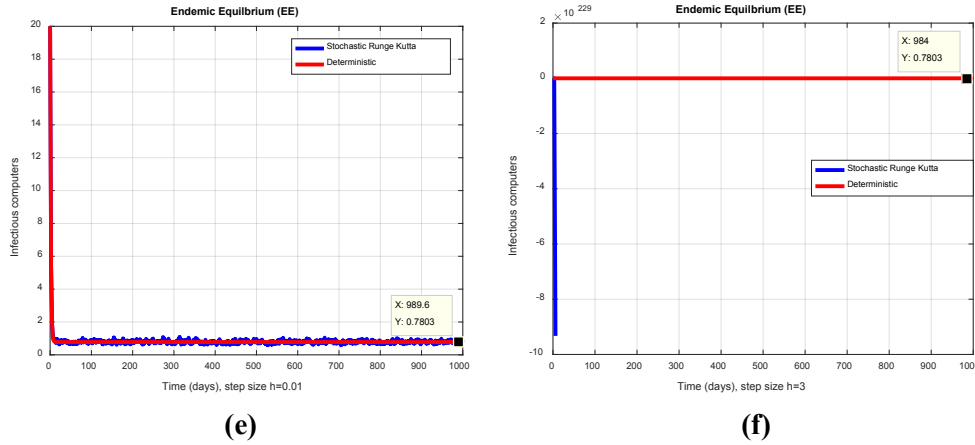 Endemic Equilbrium (EE)
Stochastic Runge Kutta
Deterministic
20
18
16
14
12
10
8
6
4
2
0
Infectious computers
X: 989.6
Y: 0.7803
0 100 200 300 400 500 600 700 800 900 1000
Time (days), step size h=0.01
(e)
Endemic Equilbrium (EE)
× 10 229
2
0
-2
-4
-6
-8
-10
Infectious computers
X: 984
Y: 0.7803
Stochastic Runge Kutta
Deterministic
0 100 200 300 400 500 600 700 800 900 100
Time (days), step size h=3
(f)